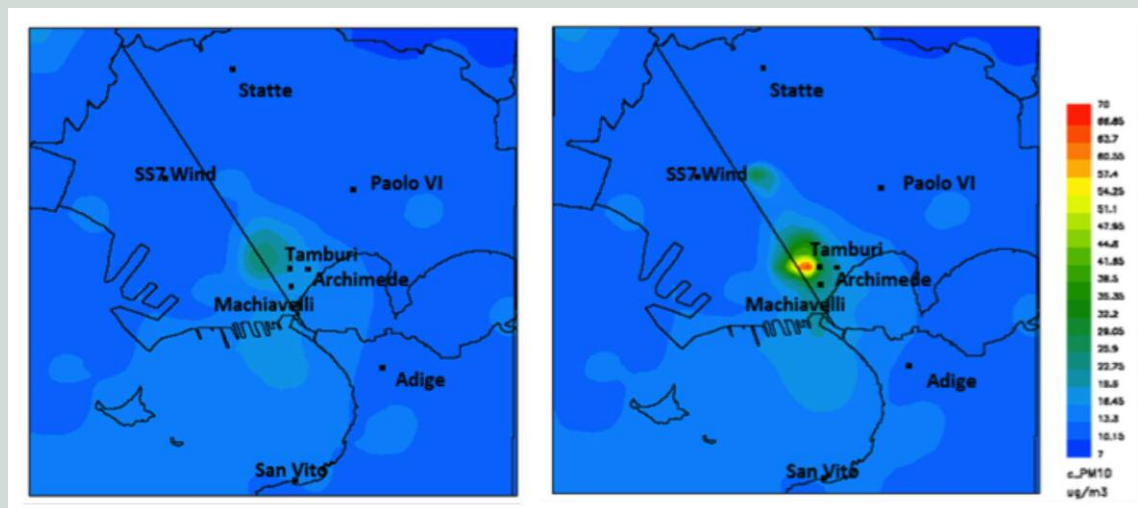 Statte
SS7 Wind
Paolo VI
Tamburi
Archimede
Machiavelli
Adige
San Vito
Statte
SS7 Wind
Paolo VI
Tamburi
Archimede
Machiavelli
Adige
San Vito
70
66.85
63.7
60.55
57.4
54.25
51.1
47.95
44.8
41.65
38.5
35.35
32.2
29.05
25.9
22.75
19.6
16.45
13.3
10.15
7
c_PM10
ug/m3